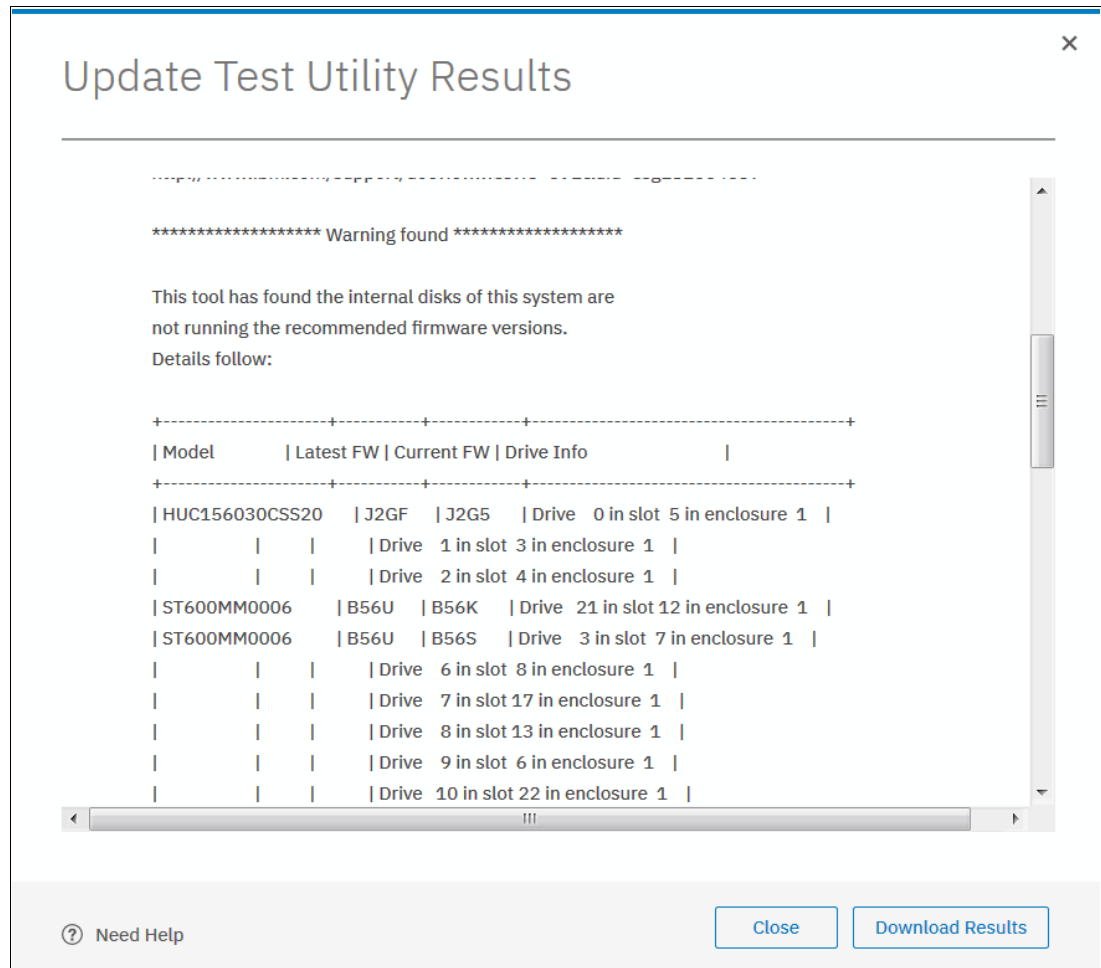 Update Test Utility Results
******************* Warning found *******************
This tool has found the internal disks of this system are
not running the recommended firmware versions.
Details follow:
+----------------------+-----------+------------+-----------------------------------------+
| Model | Latest FW | Current FW | Drive Info |
+----------------------+-----------+------------+-----------------------------------------+
| HUC156030CSS20 | J2GF | J2G5 | Drive 0 in slot 5 in enclosure 1 |
| | | | Drive 1 in slot 3 in enclosure 1 |
| | | | Drive 2 in slot 4 in enclosure 1 |
| ST600MM0006 | B56U | B56K | Drive 21 in slot 12 in enclosure 1 |
| ST600MM0006 | B56U | B56S | Drive 3 in slot 7 in enclosure 1 |
| | | | Drive 6 in slot 8 in enclosure 1 |
| | | | Drive 7 in slot 17 in enclosure 1 |
| | | | Drive 8 in slot 13 in enclosure 1 |
| | | | Drive 9 in slot 6 in enclosure 1 |
| | | | Drive 10 in slot 22 in enclosure 1 |
Need Help
Close
Download Results